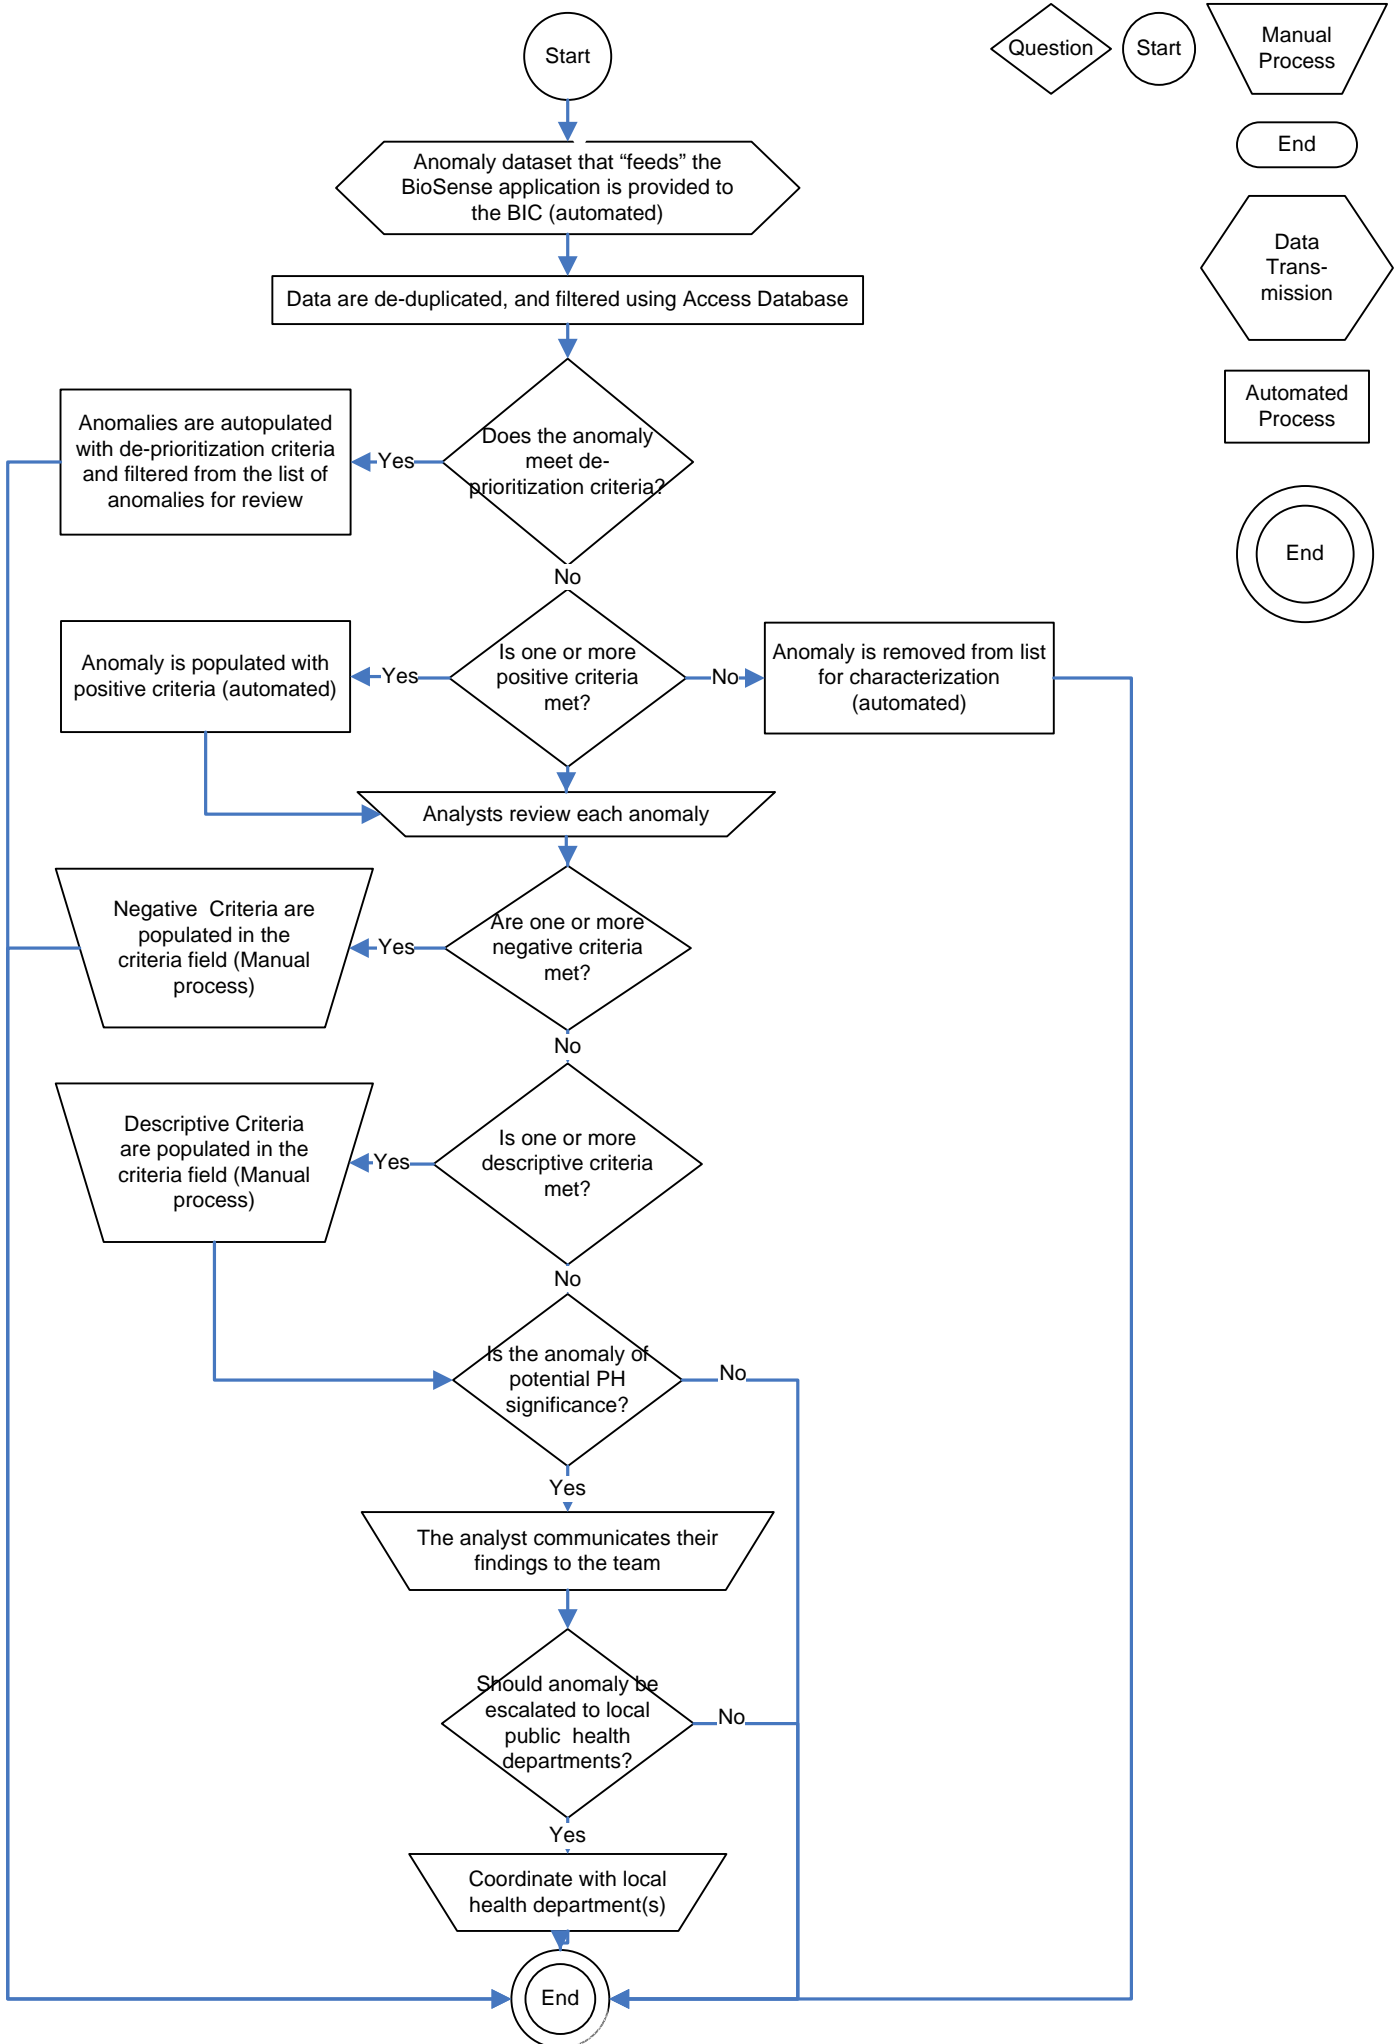 Start
Question
Start
Manual
Process
End
Data
Trans-
mission
Automated
Process
End
Anomaly dataset that “feeds” the
BioSense application is provided to
the BIC (automated)
Data are de-duplicated, and filtered using Access Database
Does the anomaly
meet de-
prioritization criteria?
Yes
Anomalies are autopopulated
with de-prioritization criteria
and filtered from the list of
anomalies for review
No
Is one or more
positive criteria
met?
Yes
Anomaly is populated with
positive criteria (automated)
No
Anomaly is removed from list
for characterization
(automated)
Analysts review each anomaly
Are one or more
negative criteria
met?
Yes
Negative  Criteria are
populated in the
criteria field (Manual
process)
No
Is one or more
descriptive criteria
met?
Yes
Descriptive Criteria
are populated in the
criteria field (Manual
process)
No
Is the anomaly of
potential PH
significance?
No
Yes
The analyst communicates their
findings to the team
Should anomaly be
escalated to local
public  health
departments?
No
Yes
Coordinate with local
health department(s)
End